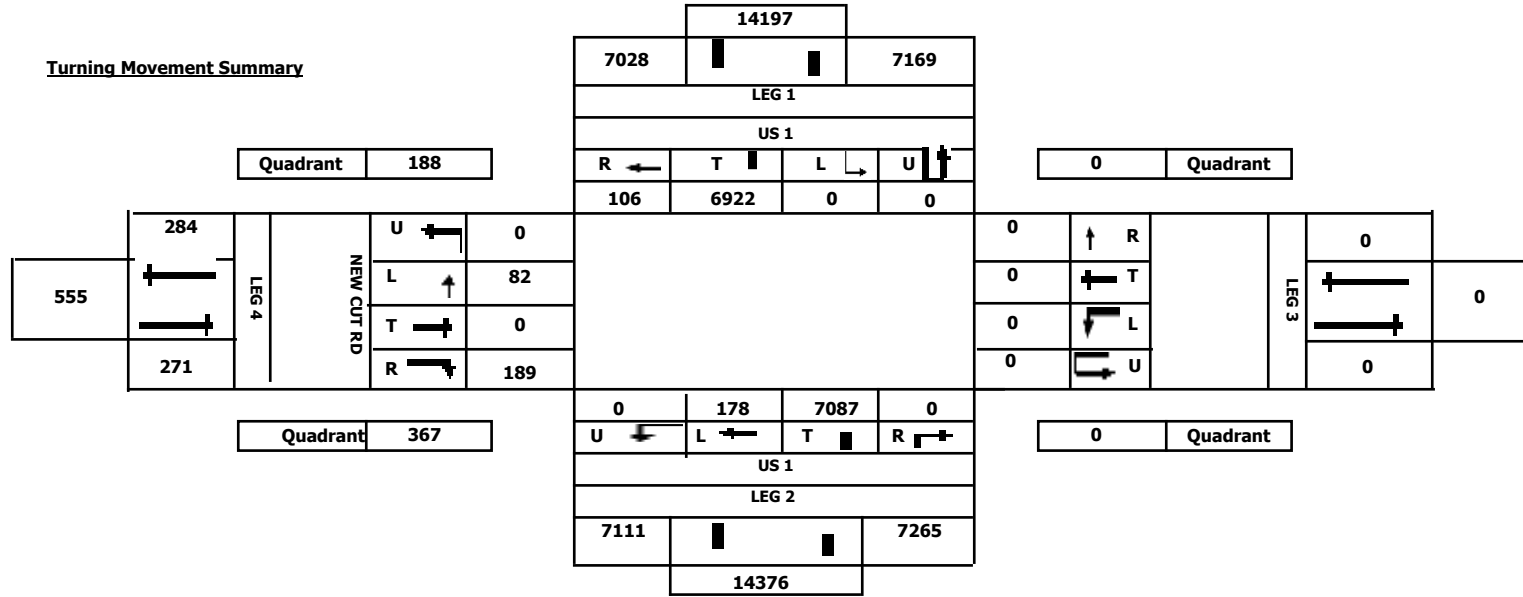 14197
Turning Movement Summary
7028 7169
LEG 1
US 1
Quadrant 188
R T L U
0 Quadrant
106 6922 0 0
284
U 0
0 R
0
L 82
0 T
555
LEG 4
NEW CUT RD
LEG 3
0
T 0
0 L
271
R 189
0 U
0
0 178 7087 0
Quadrant 367
U L T R
0 Quadrant
US 1
LEG 2
7111 7265
14376